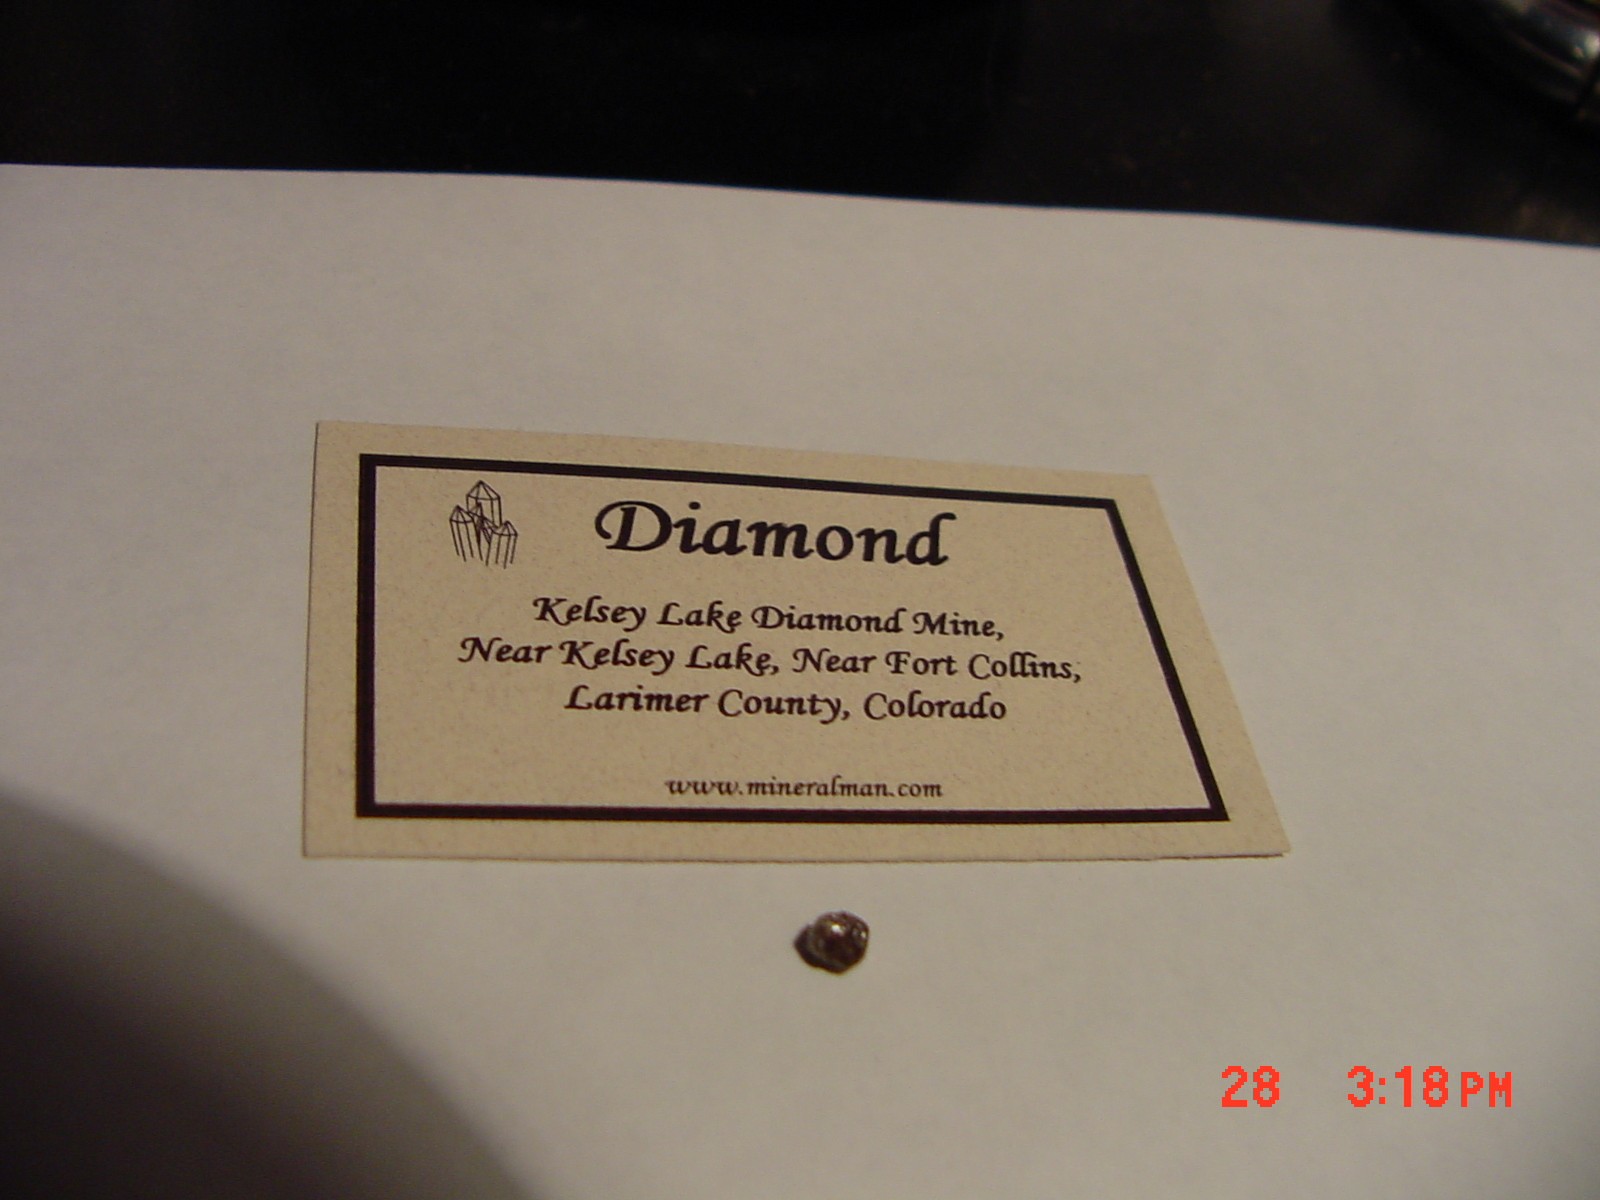 Diamond
Kelsey Lake Diamond Mine,
Near Kelsey Lake, Near Fort Collins,
Larimer County, Colorado
www.mineralman.com
28 3:18PM